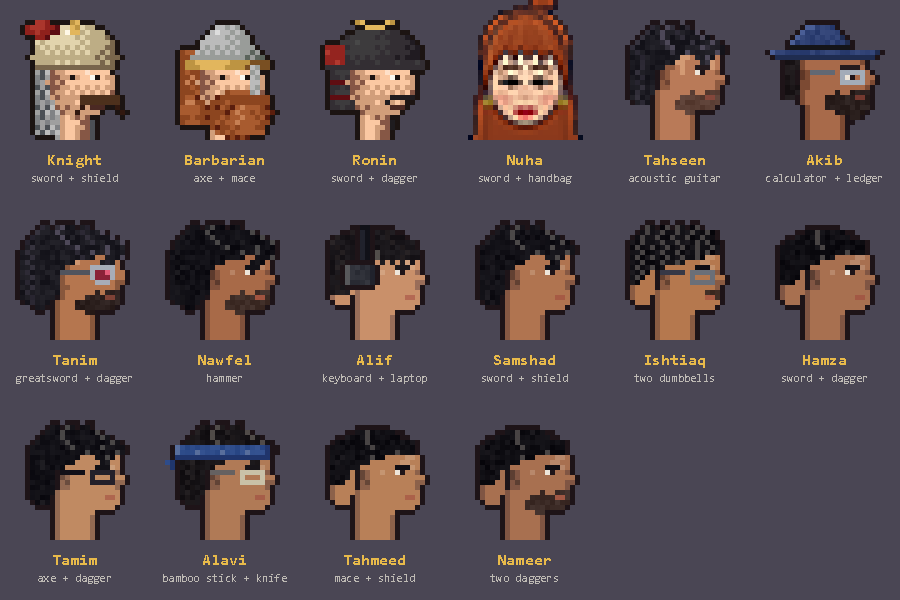 Knight
sword + shield
Barbarian
axe + mace
Ronin
sword + dagger
Nuha
sword + handbag
Tahseen
acoustic guitar
Akib
calculator + ledger
Tanim
greatsword + dagger
Nawfel
hammer
Alif
keyboard + laptop
Samshad
sword + shield
Ishtiaq
two dumbbells
Hamza
sword + dagger
Tamim
axe + dagger
Alavi
bamboo stick + knife
Tahmeed
mace + shield
Nameer
two daggers